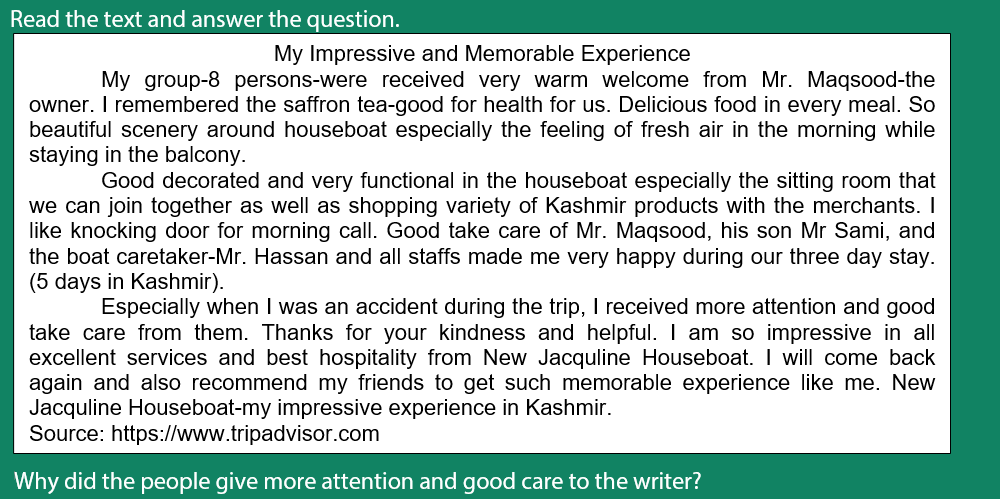 Read the text and answer the question.
My Impressive and Memorable Experience
My group-8 persons-were received very warm welcome from Mr. Maqsood-the
owner. I remembered the saffron tea-good for health for us. Delicious food in every meal. So
beautiful scenery around houseboat especially the feeling of fresh air in the morning while
staying in the balcony.
Good decorated and very functional in the houseboat especially the sitting room that
we can join together as well as shopping variety of Kashmir products with the merchants. I
like knocking door for morning call. Good take care of Mr. Maqsood, his son Mr Sami, and
the boat caretaker-Mr. Hassan and all staffs made me very happy during our three day stay.
(5 days in Kashmir).
Especially when I was an accident during the trip, I received more attention and good
take care from them. Thanks for your kindness and helpful. I am so impressive in all
excellent services and best hospitality from New Jacquline Houseboat. I will come back
again and also recommend my friends to get such memorable experience like me. New
Jacquline Houseboat-my impressive experience in Kashmir.
Source: https://www.tripadvisor.com
Why did the people give more attention and good care to the writer?